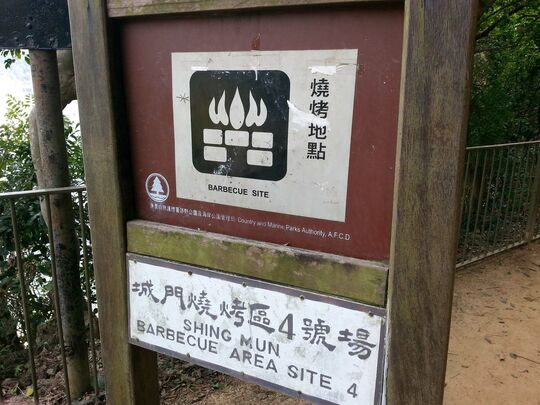 燒烤地點
BARBECUE SITE
Country and Marine Parks Authority, A.F.C.D.
城門燒烤區4號場
SHING MUN
BARBECUE AREA SITE 4